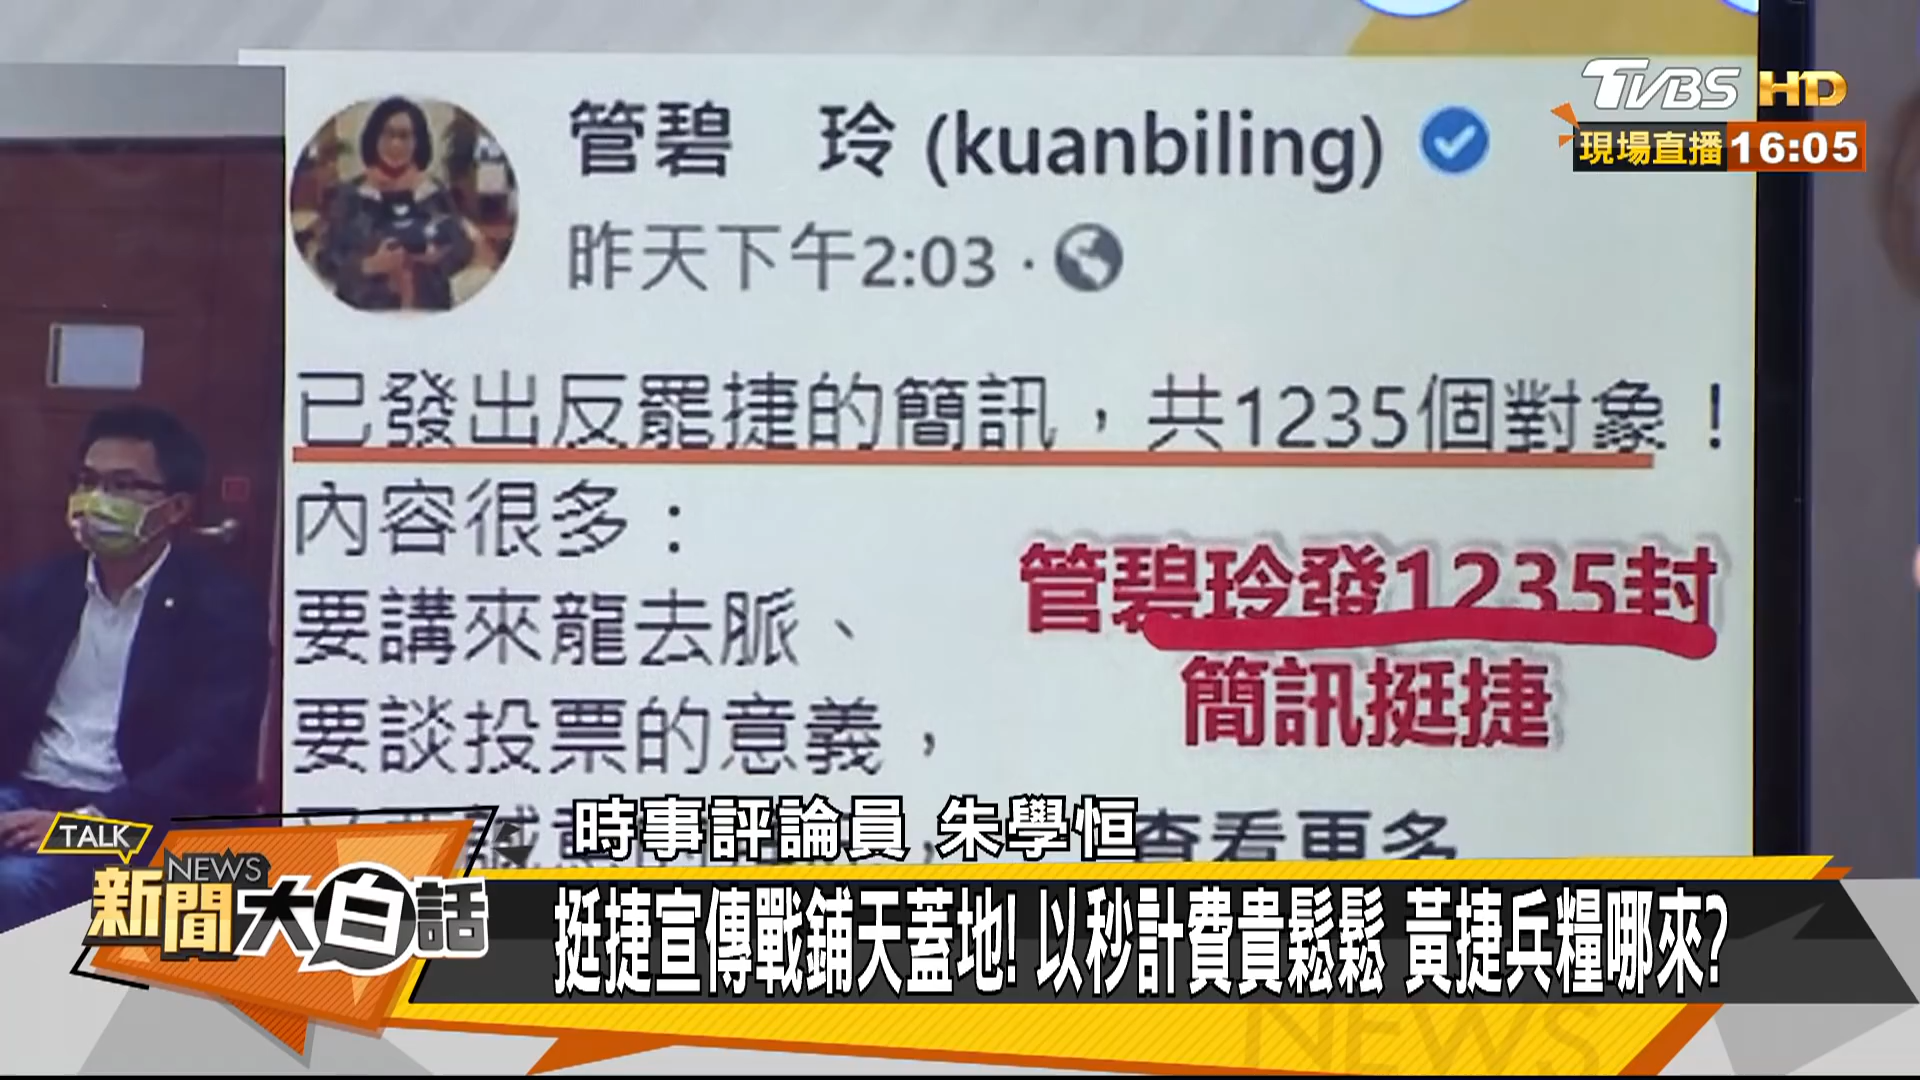 TVBS HD
現場直播 16:05
管碧 玲 (kuanbiling)
昨天下午2:03
已發出反罷捷的簡訊，共1235個對象！
內容很多：
要講來龍去脈、
要談投票的意義，
管碧玲發1235封
簡訊挺捷
查看更多
時事評論員 朱學恒
TALK
NEWS
新聞大白話
挺捷宣傳戰鋪天蓋地! 以秒計費貴鬆鬆 黃捷兵糧哪來?
NEWS